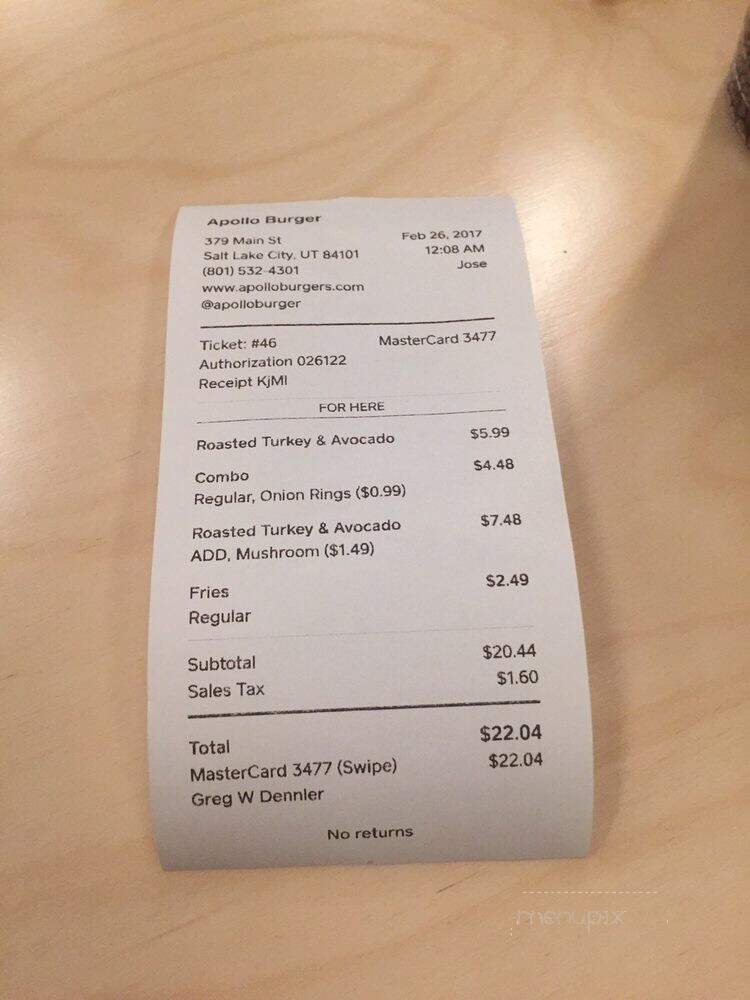 Apollo Burger
379 Main St
Salt Lake City, UT 84101
(801) 532-4301
www.apolloburgers.com
@apolloburger
Feb 26, 2017
12:08 AM
Jose
Ticket: #46 MasterCard 3477
Authorization 026122
Receipt KjMI
FOR HERE
Roasted Turkey & Avocado $5.99
Combo $4.48
Regular, Onion Rings ($0.99)
Roasted Turkey & Avocado $7.48
ADD, Mushroom ($1.49)
Fries $2.49
Regular
Subtotal $20.44
Sales Tax $1.60
Total $22.04
MasterCard 3477 (Swipe) $22.04
Greg W Dennler
No returns
menupix